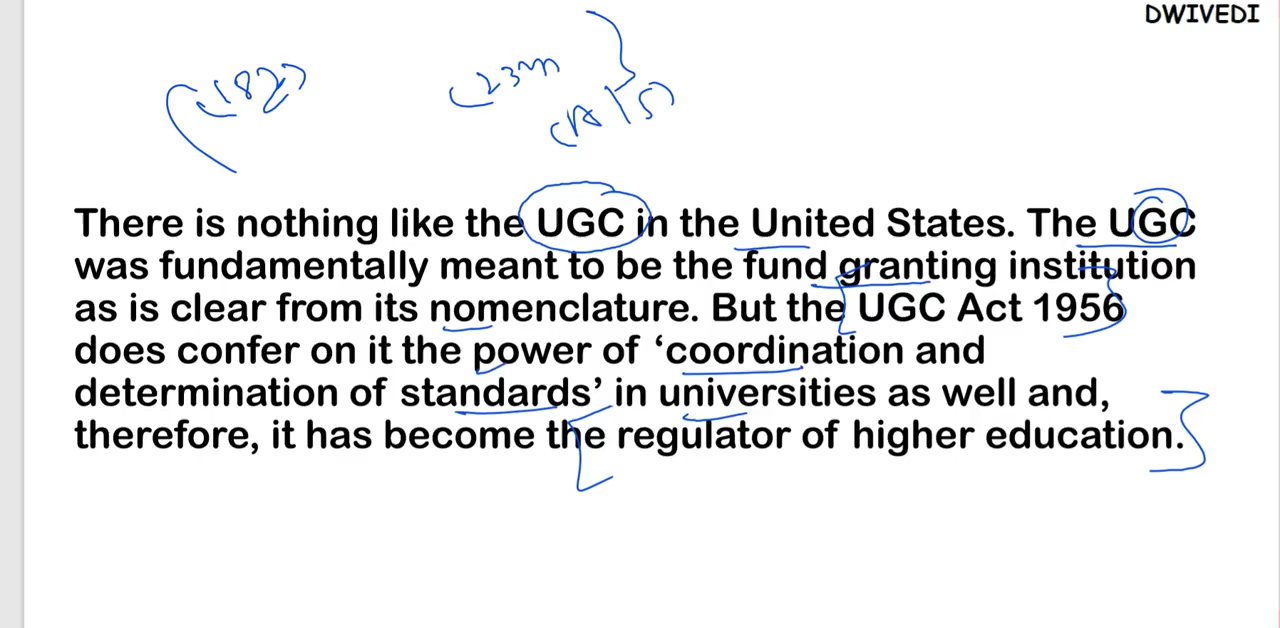 DWIVEDI
(182)
There is nothing like the UGC in the United States. The UGC
was fundamentally meant to be the fund granting institution
as is clear from its nomenclature. But the UGC Act 1956
does confer on it the power of ‘coordination and
determination of standards’ in universities as well and,
therefore, it has become the regulator of higher education.